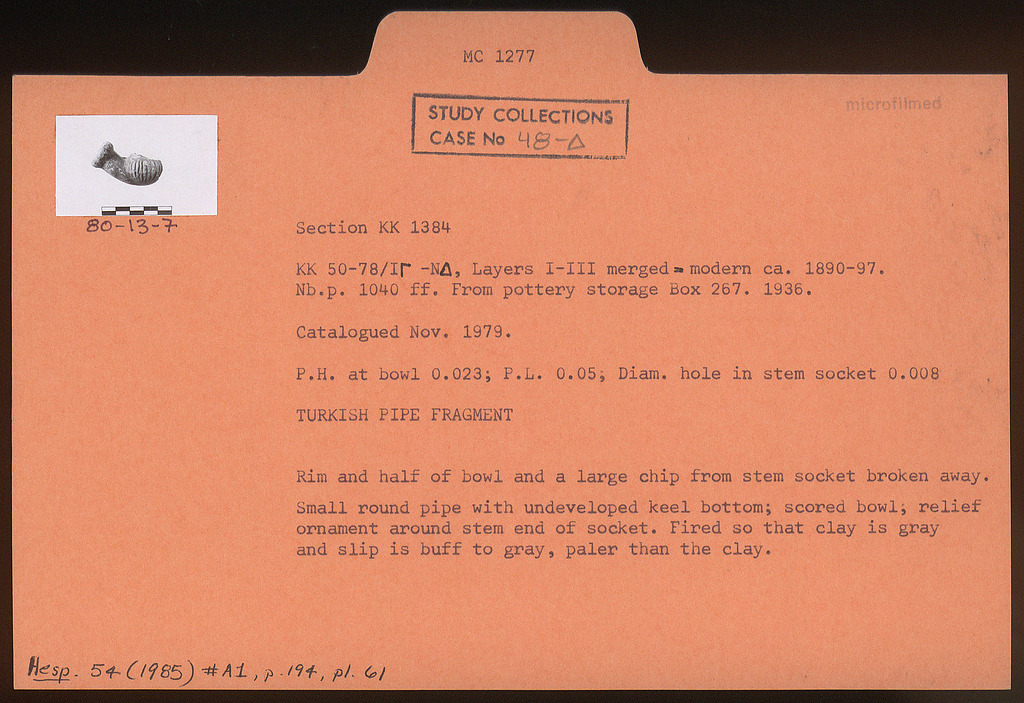 MC 1277
microfilmed
STUDY COLLECTIONS
CASE No 48-Δ
80-13-7
Section KK 1384
KK 50-78/ΙΓ -ΝΔ, Layers I-III merged = modern ca. 1890-97.
Nb.p. 1040 ff. From pottery storage Box 267. 1936.
Catalogued Nov. 1979.
P.H. at bowl 0.023; P.L. 0.05; Diam. hole in stem socket 0.008
TURKISH PIPE FRAGMENT
Rim and half of bowl and a large chip from stem socket broken away.
Small round pipe with undeveloped keel bottom; scored bowl; relief
ornament around stem end of socket. Fired so that clay is gray
and slip is buff to gray, paler than the clay.
Hesp. 54 (1985) #A1, p. 194, pl. 61